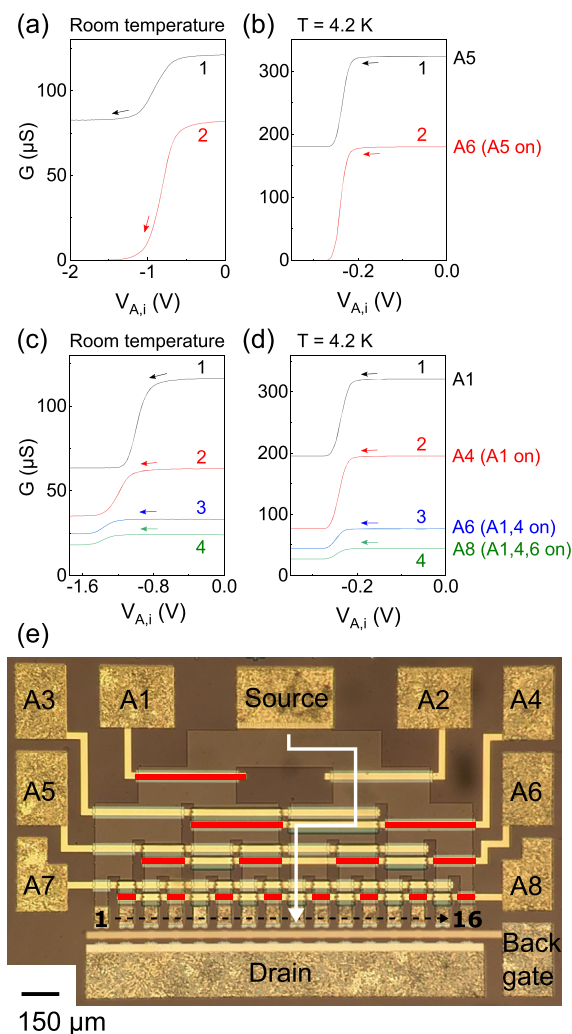 (a) Room temperature
(b) T = 4.2 K
G (μS)
100
50
0
-2
-1
0
V_A,i (V)
1
2
300
200
100
0
-0.2
0.0
V_A,i (V)
1
2
A5
A6 (A5 on)
(c) Room temperature
(d) T = 4.2 K
G (μS)
100
50
0
-1.6
-0.8
0.0
V_A,i (V)
1
2
3
4
300
200
100
0
-0.2
0.0
V_A,i (V)
1
2
3
4
A1
A4 (A1 on)
A6 (A1,4 on)
A8 (A1,4,6 on)
(e)
A3
A1
Source
A2
A4
A5
A6
A7
A8
1
16
Back
gate
Drain
150 μm